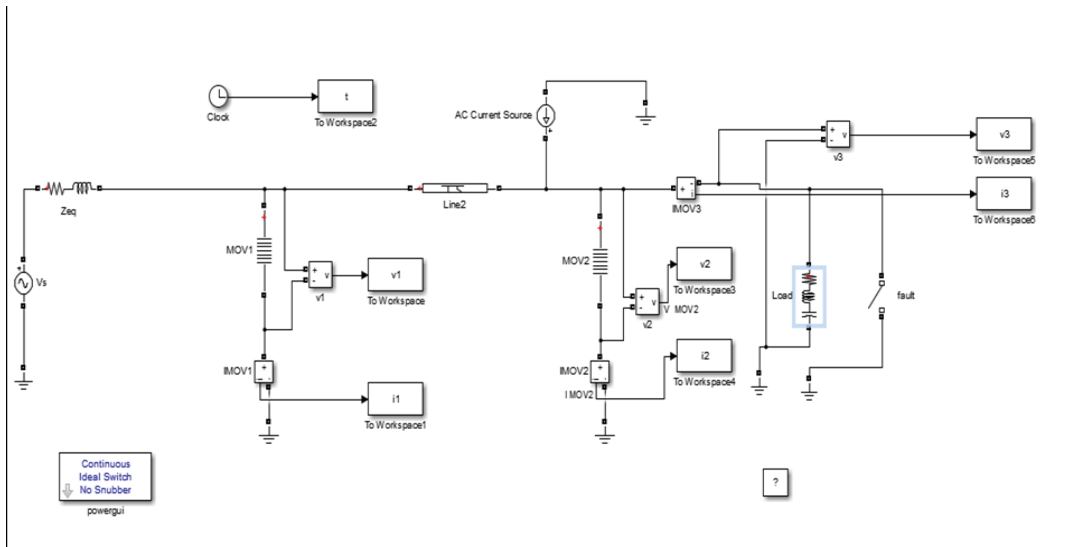 t
Clock
To Workspace2
AC Current Source
+
v
-
v3
v3
To Workspace5
i3
To Workspace6
Zeq
Line2
+
-
i
IMOV3
Vs
MOV1
+
v
-
v1
v1
To Workspace
MOV2
+
v
-
v2
V MOV2
v2
To Workspace3
Load
fault
IMOV1
+
i
-
i1
To Workspace1
IMOV2
+
i
-
I MOV2
i2
To Workspace4
Continuous
Ideal Switch
No Snubber
powergui
?